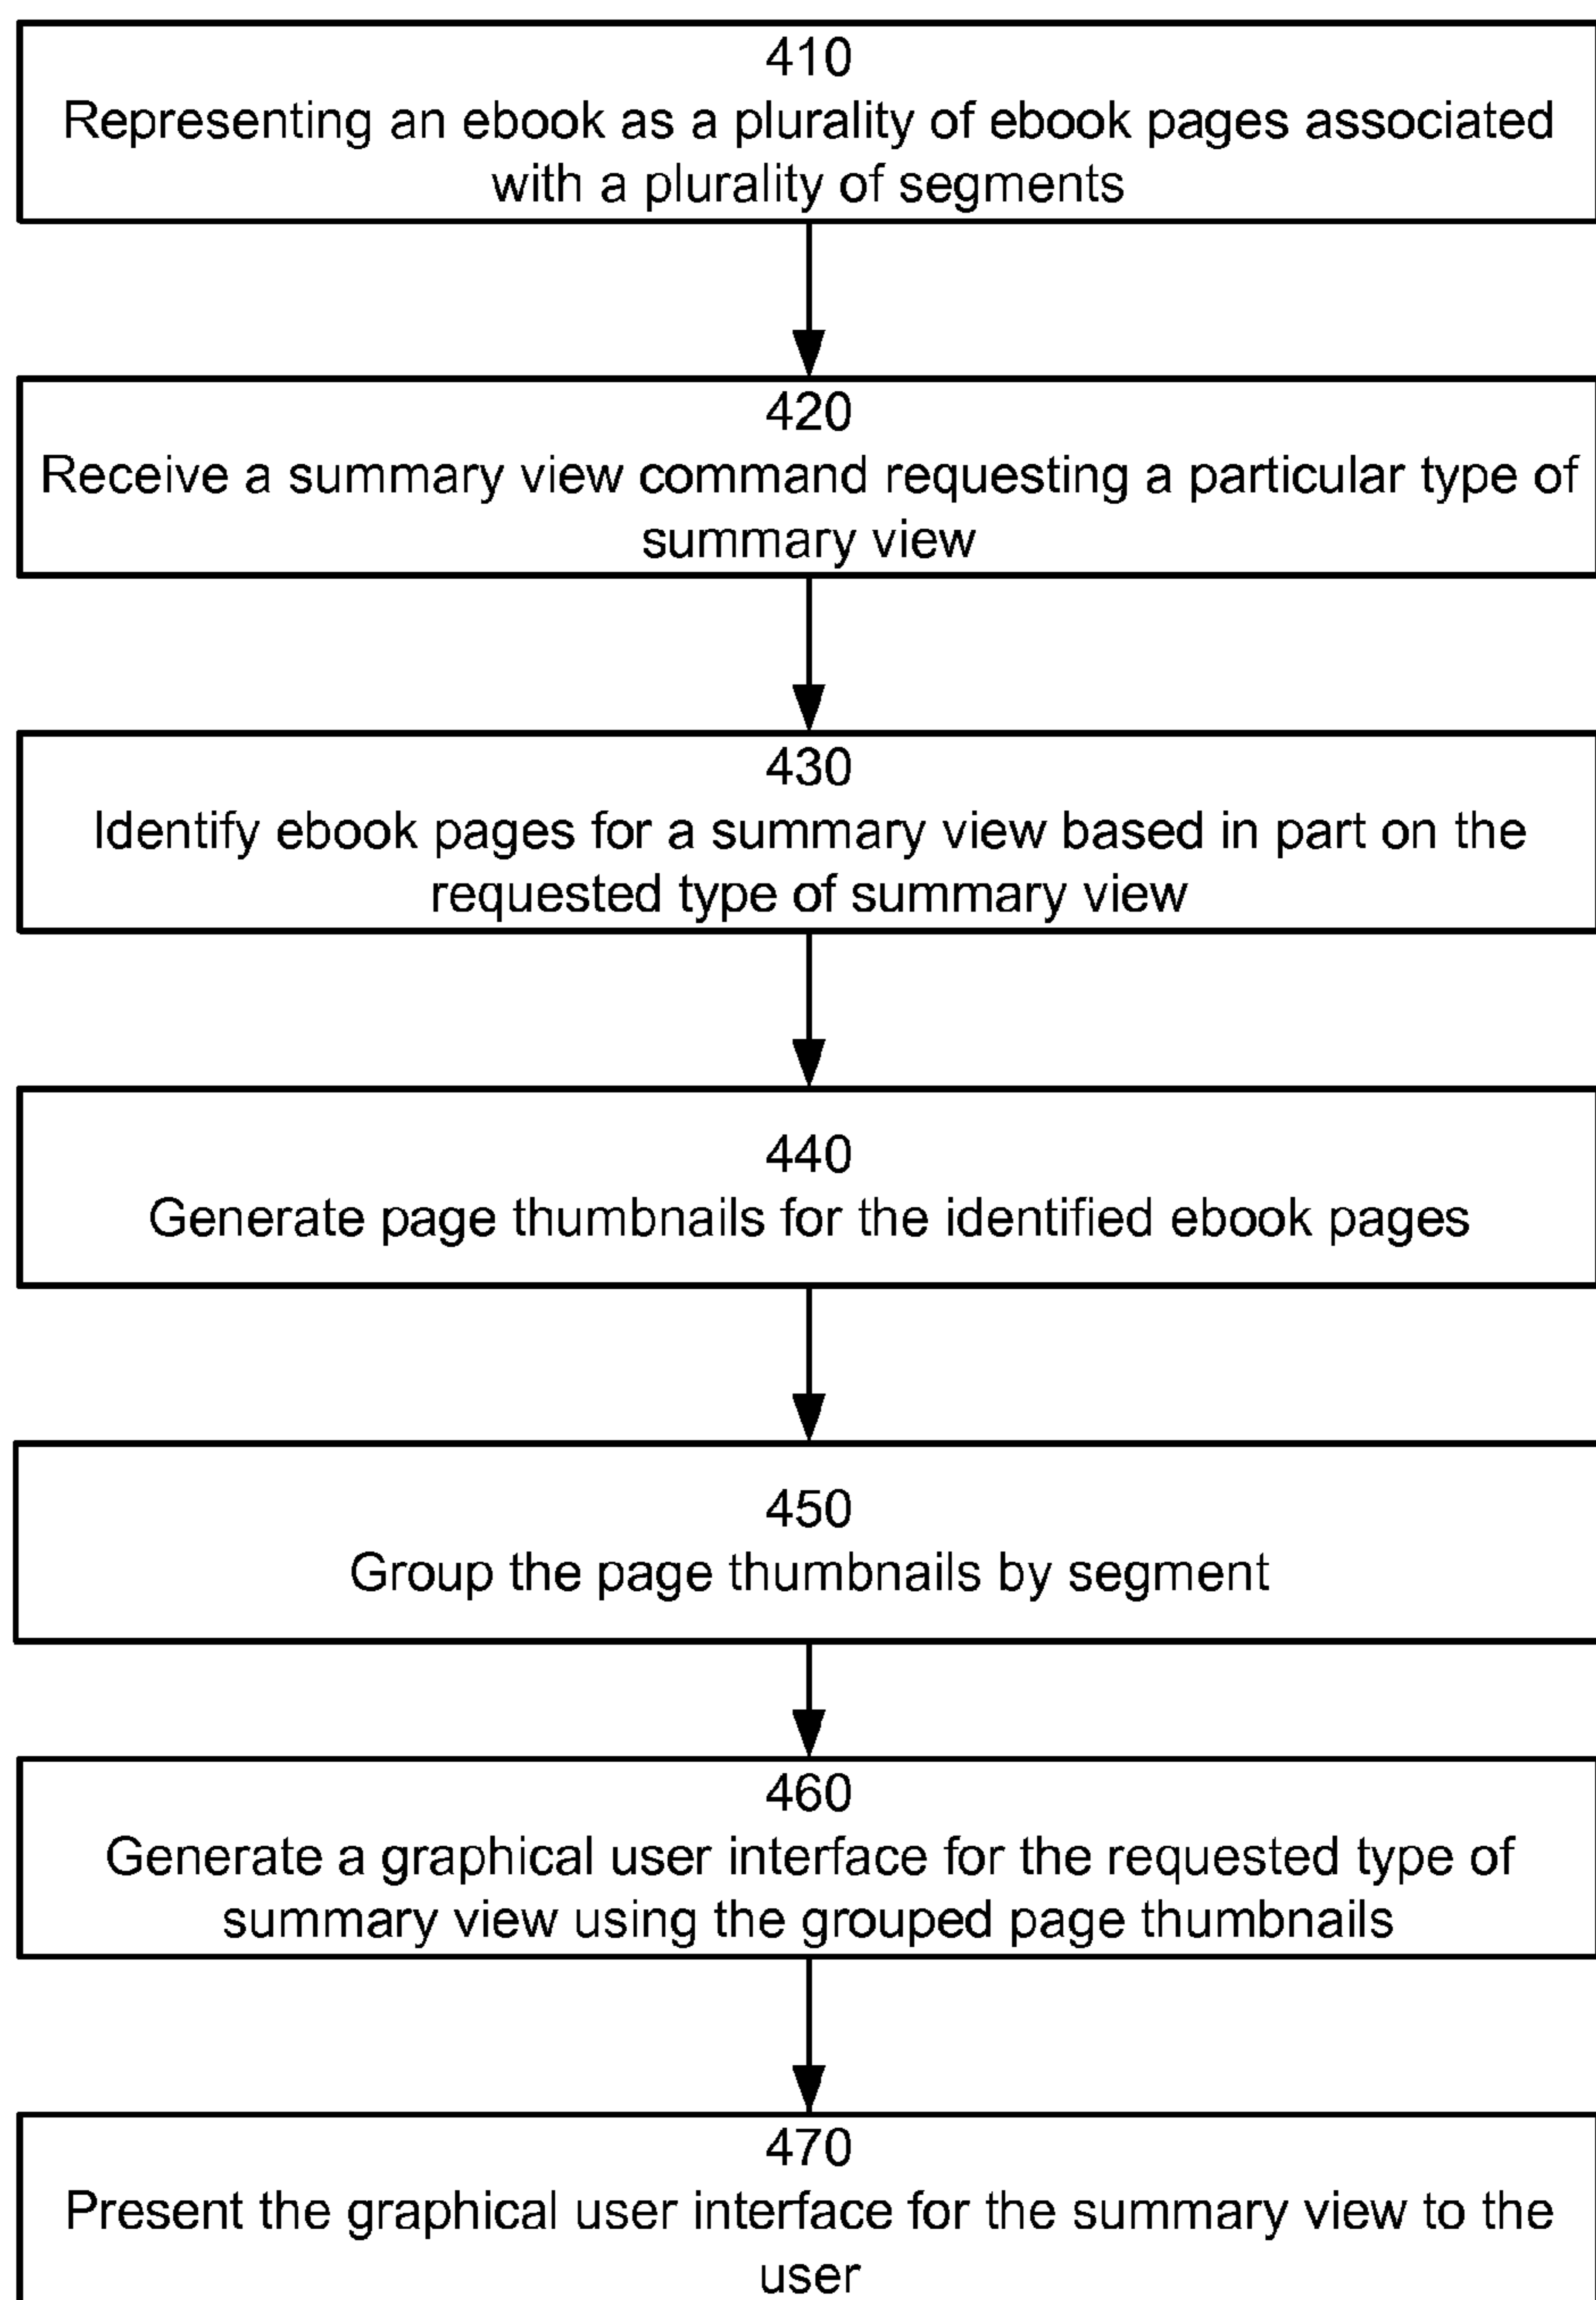 410
Representing an ebook as a plurality of ebook pages associated
with a plurality of segments
420
Receive a summary view command requesting a particular type of
summary view
430
Identify ebook pages for a summary view based in part on the
requested type of summary view
440
Generate page thumbnails for the identified ebook pages
450
Group the page thumbnails by segment
460
Generate a graphical user interface for the requested type of
summary view using the grouped page thumbnails
470
Present the graphical user interface for the summary view to the
user